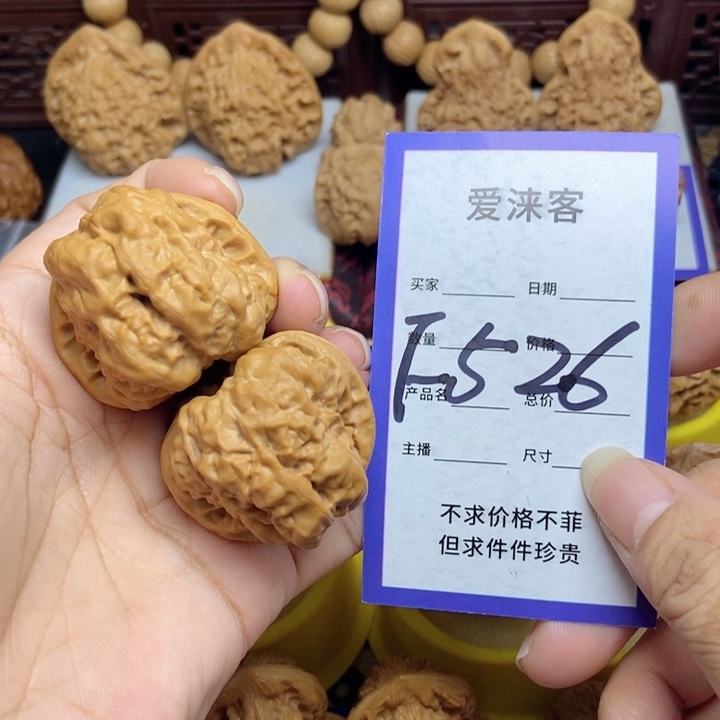 爱涞客
买家 日期
数量 价格
F526
产品名 总价
主播 尺寸
不求价格不菲
但求件件珍贵